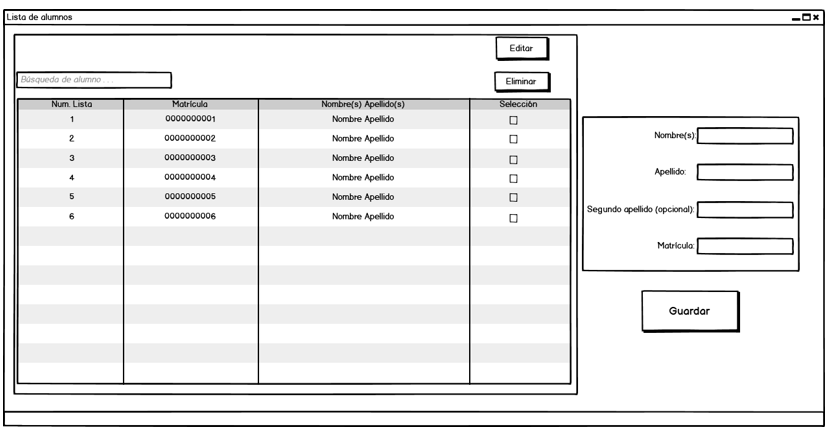 Lista de alumnos
Editar
Búsqueda de alumno . . .
Eliminar
Num. Lista Matrícula Nombre(s) Apellido(s) Selección
1 0000000001 Nombre Apellido
2 0000000002 Nombre Apellido
3 0000000003 Nombre Apellido
4 0000000004 Nombre Apellido
5 0000000005 Nombre Apellido
6 0000000006 Nombre Apellido
Nombre(s):
Apellido:
Segundo apellido (opcional):
Matrícula:
Guardar